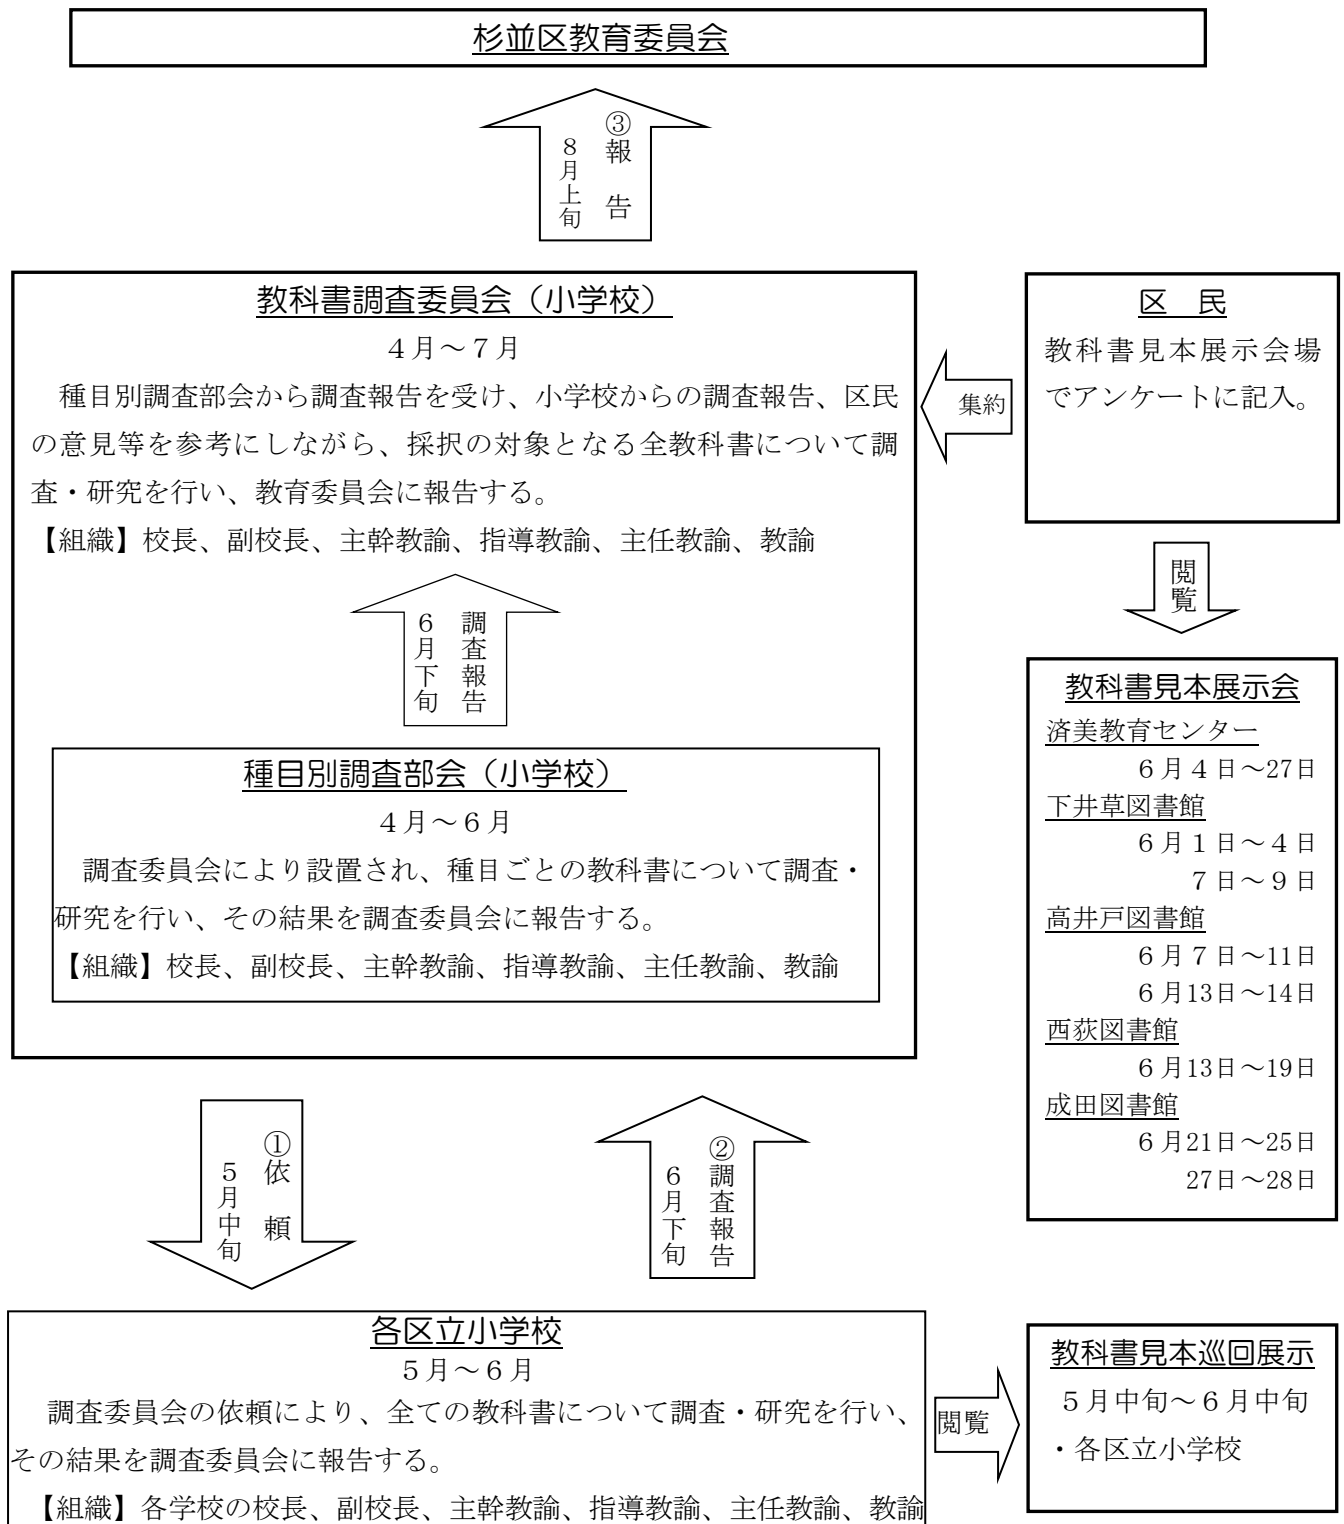 杉並区教育委員会
③報告
８月上旬
教科書調査委員会（小学校）
４月～７月
種目別調査部会から調査報告を受け、小学校からの調査報告、区民
の意見等を参考にしながら、採択の対象となる全教科書について調
査・研究を行い、教育委員会に報告する。
【組織】校長、副校長、主幹教諭、指導教諭、主任教諭、教諭
調査報告
６月下旬
種目別調査部会（小学校）
４月～６月
調査委員会により設置され、種目ごとの教科書について調査・
研究を行い、その結果を調査委員会に報告する。
【組織】校長、副校長、主幹教諭、指導教諭、主任教諭、教諭
区　民
教科書見本展示会場
でアンケートに記入。
集約
閲覧
教科書見本展示会
済美教育センター
６月４日～27日
下井草図書館
６月１日～４日
７日～９日
高井戸図書館
６月７日～11日
６月13日～14日
西荻図書館
６月13日～19日
成田図書館
６月21日～25日
27日～28日
①依頼
５月中旬
②調査報告
６月下旬
各区立小学校
５月～６月
調査委員会の依頼により、全ての教科書について調査・研究を行い、
その結果を調査委員会に報告する。
【組織】各学校の校長、副校長、主幹教諭、指導教諭、主任教諭、教諭
閲覧
教科書見本巡回展示
５月中旬～６月中旬
・各区立小学校